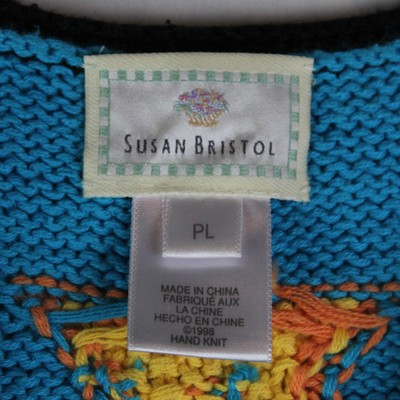 SUSAN BRISTOL
PL
MADE IN CHINA
FABRIQUÉ AUX
LA CHINE
HECHO EN CHINE
©1998
HAND KNIT